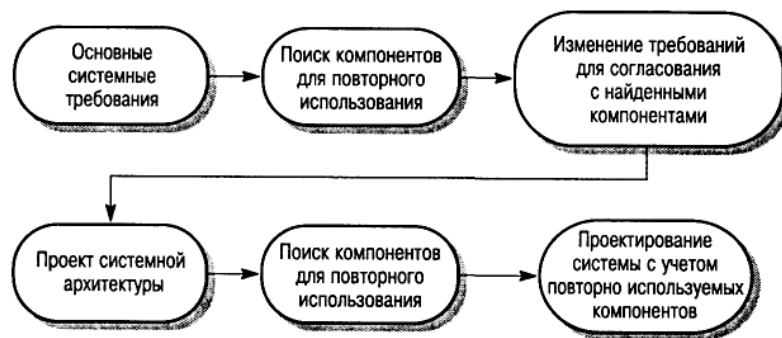 Основные
системные
требования
Поиск компонентов
для повторного
использования
Изменение требований
для согласования
с найденными
компонентами
Проект системной
архитектуры
Поиск компонентов
для повторного
использования
Проектирование
системы с учетом
повторно используемых
компонентов